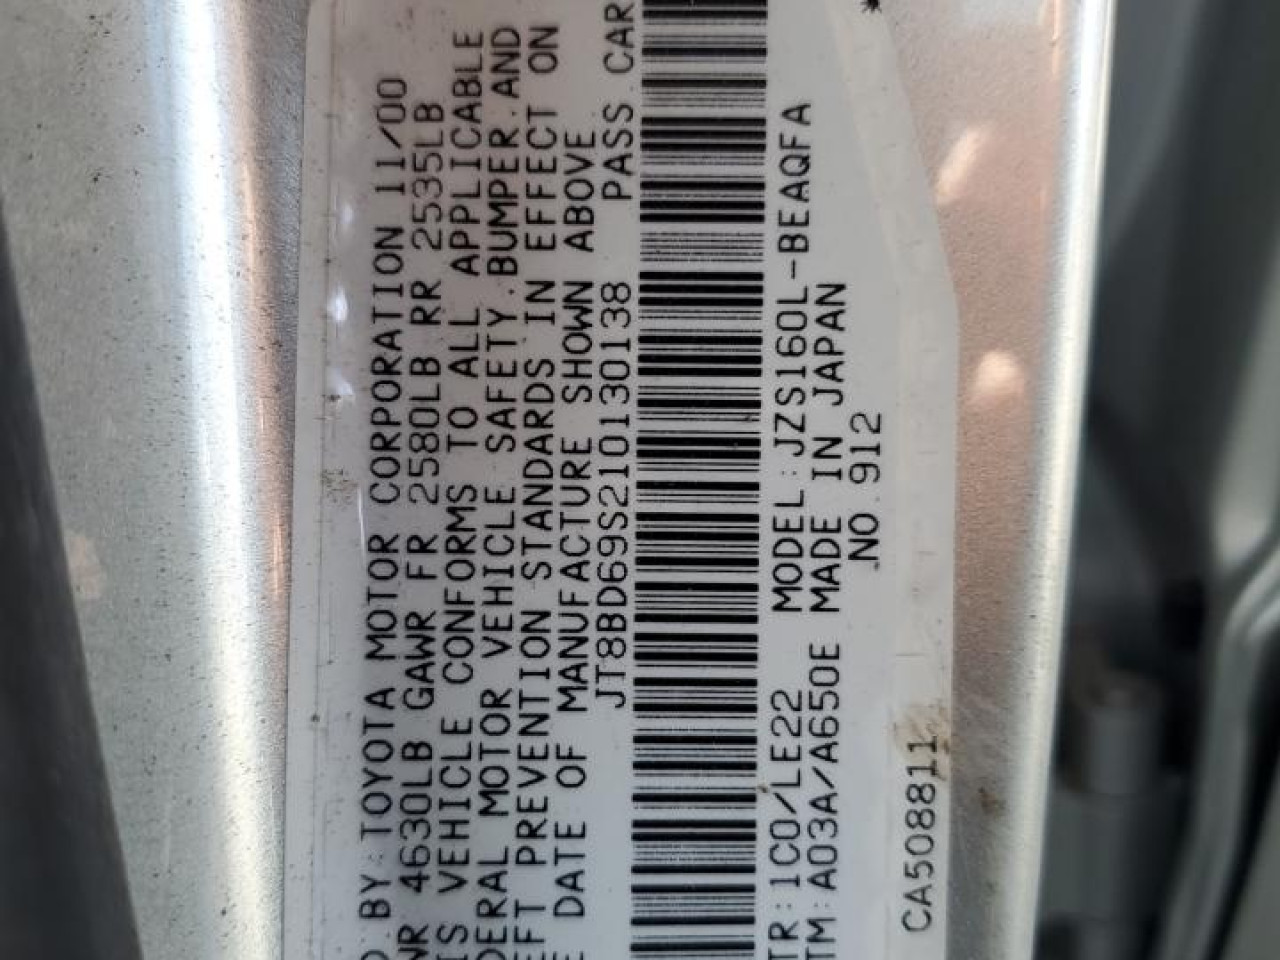 D BY TOYOTA MOTOR CORPORATION 11/00
WR 4630LB GAWR FR 2580LB RR 2535LB
IS VEHICLE CONFORMS TO ALL APPLICABLE
DERAL MOTOR VEHICLE SAFETY, BUMPER, AND
EFT PREVENTION STANDARDS IN EFFECT ON
E DATE OF MANUFACTURE SHOWN ABOVE
JT8BD69S210130138 PASS. CAR
TR:1C0/LE22 MODEL:JZS160L-BEAQFA
TM:A03A/A650E MADE IN JAPAN
NO.912
CA508811